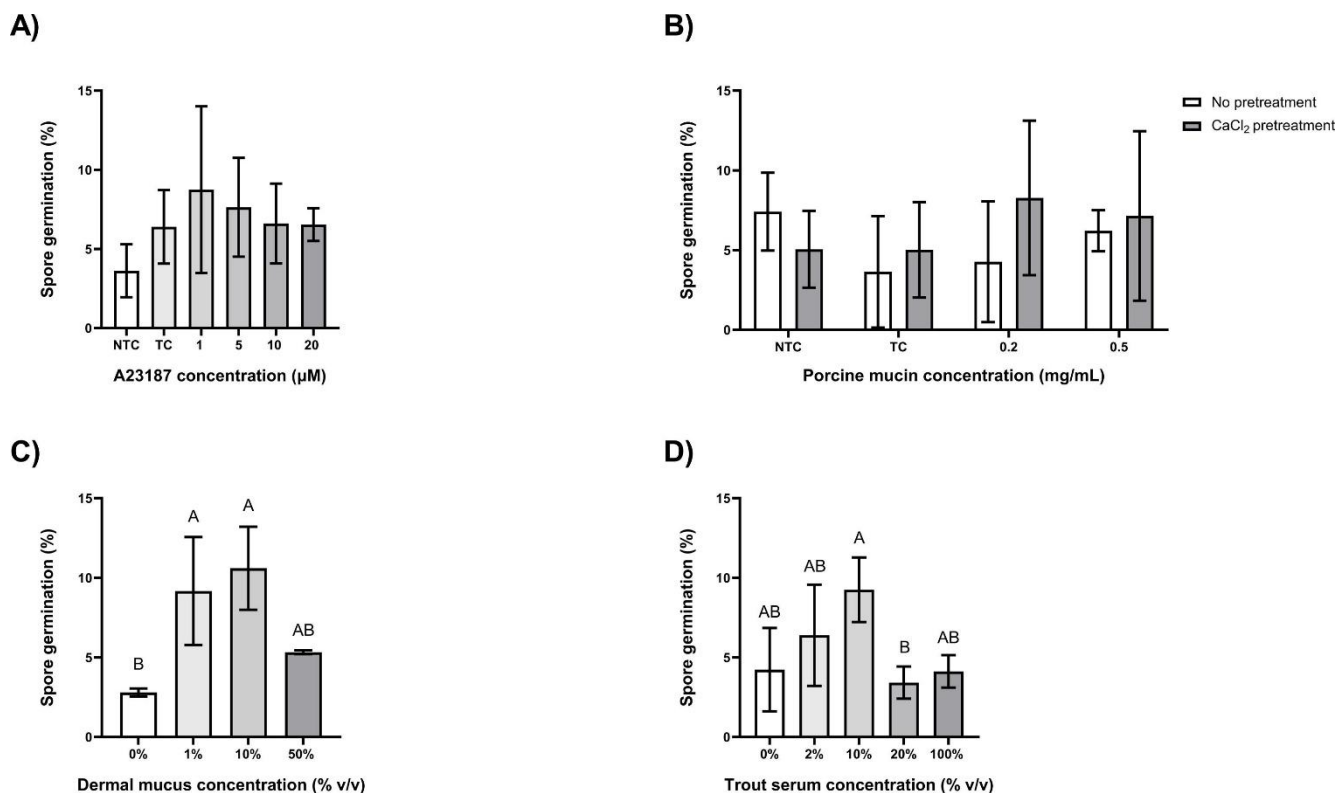 A)
15
10
5
0
Spore germination (%)
NTC TC 1 5 10 20
A23187 concentration (µM)
B)
15
10
5
0
Spore germination (%)
NTC TC 0.2 0.5
Porcine mucin concentration (mg/mL)
No pretreatment
CaCl₂ pretreatment
C)
15
10
5
0
Spore germination (%)
B A A AB
0% 1% 10% 50%
Dermal mucus concentration (% v/v)
D)
15
10
5
0
Spore germination (%)
AB AB A B AB
0% 2% 10% 20% 100%
Trout serum concentration (% v/v)